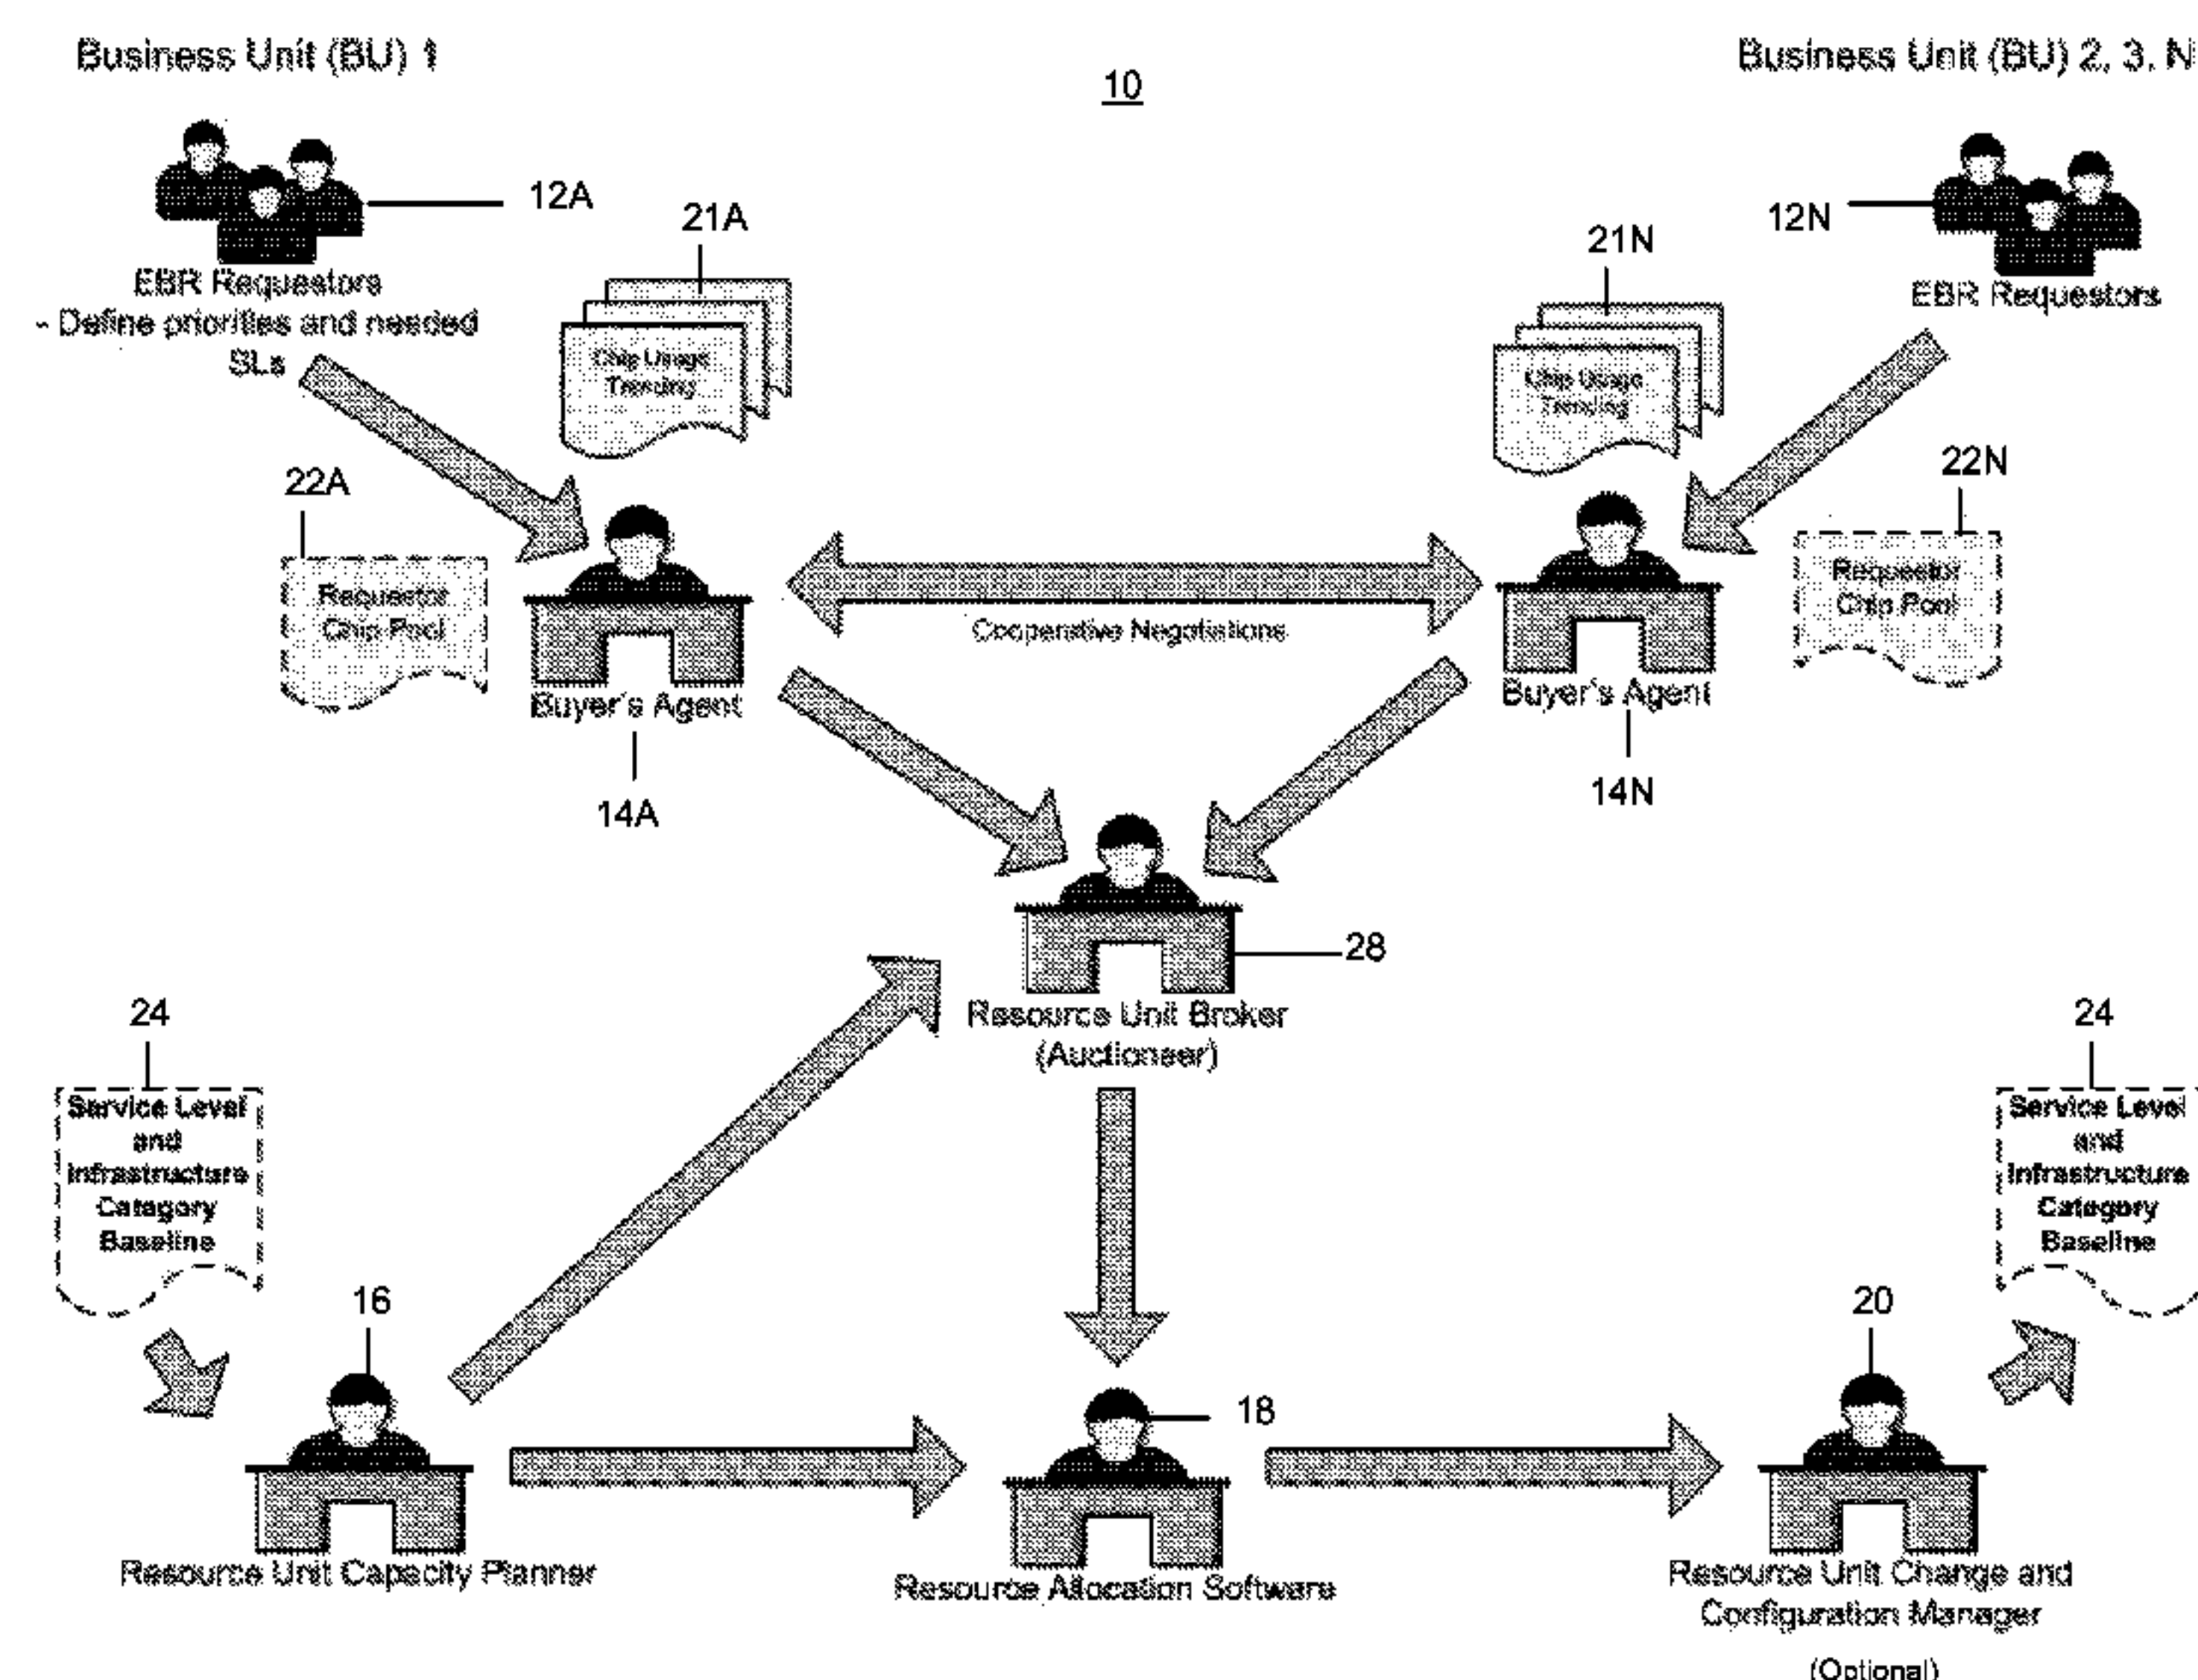 Business Unit (BU) 1
Business Unit (BU) 2, 3, N
10
12A
21A
21N
12N
EBR Requestors
- Define priorities and needed
SLs
EBR Requestors
Chip Usage
Trending
Chip Usage
Trending
22A
22N
Requestor
Chip Pool
Requestor
Chip Pool
Cooperative Negotiations
Buyer's Agent
Buyer's Agent
14A
14N
28
Resource Unit Broker
(Auctioneer)
24
24
Service Level
and
Infrastructure
Category
Baseline
Service Level
and
Infrastructure
Category
Baseline
16
20
18
Resource Unit Capacity Planner
Resource Allocation Software
Resource Unit Change and
Configuration Manager
(Optional)